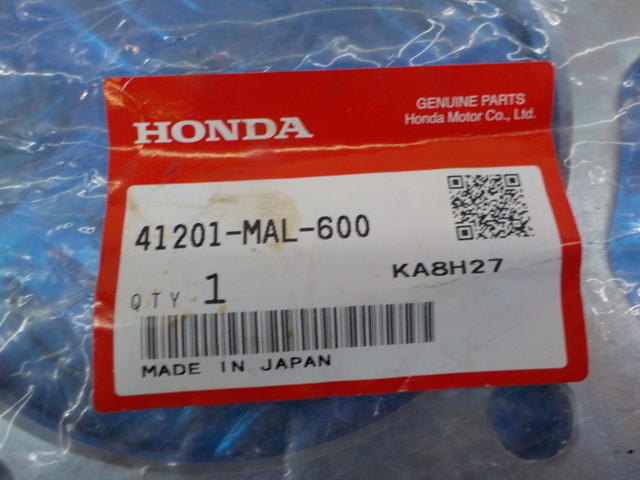 GENUINE PARTS
Honda Motor Co., Ltd.
HONDA
41201-MAL-600
KA8H27
QTY 1
MADE IN JAPAN